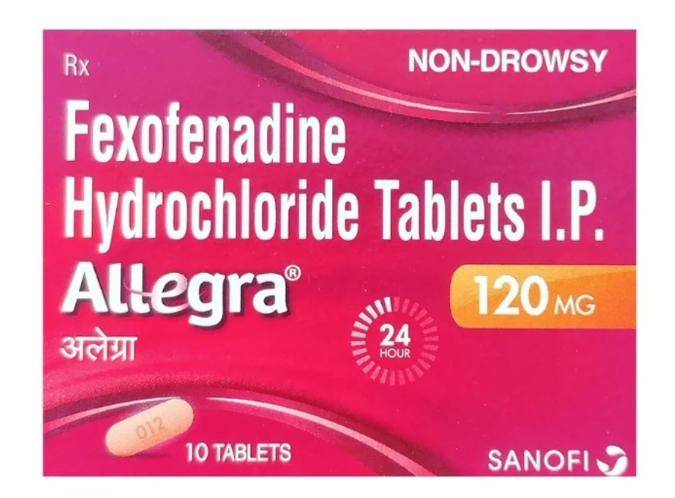 Rx
NON-DROWSY
Fexofenadine
Hydrochloride Tablets I.P.
Allegra®
120 MG
अलेग्रा
24
HOUR
012
10 TABLETS
SANOFI